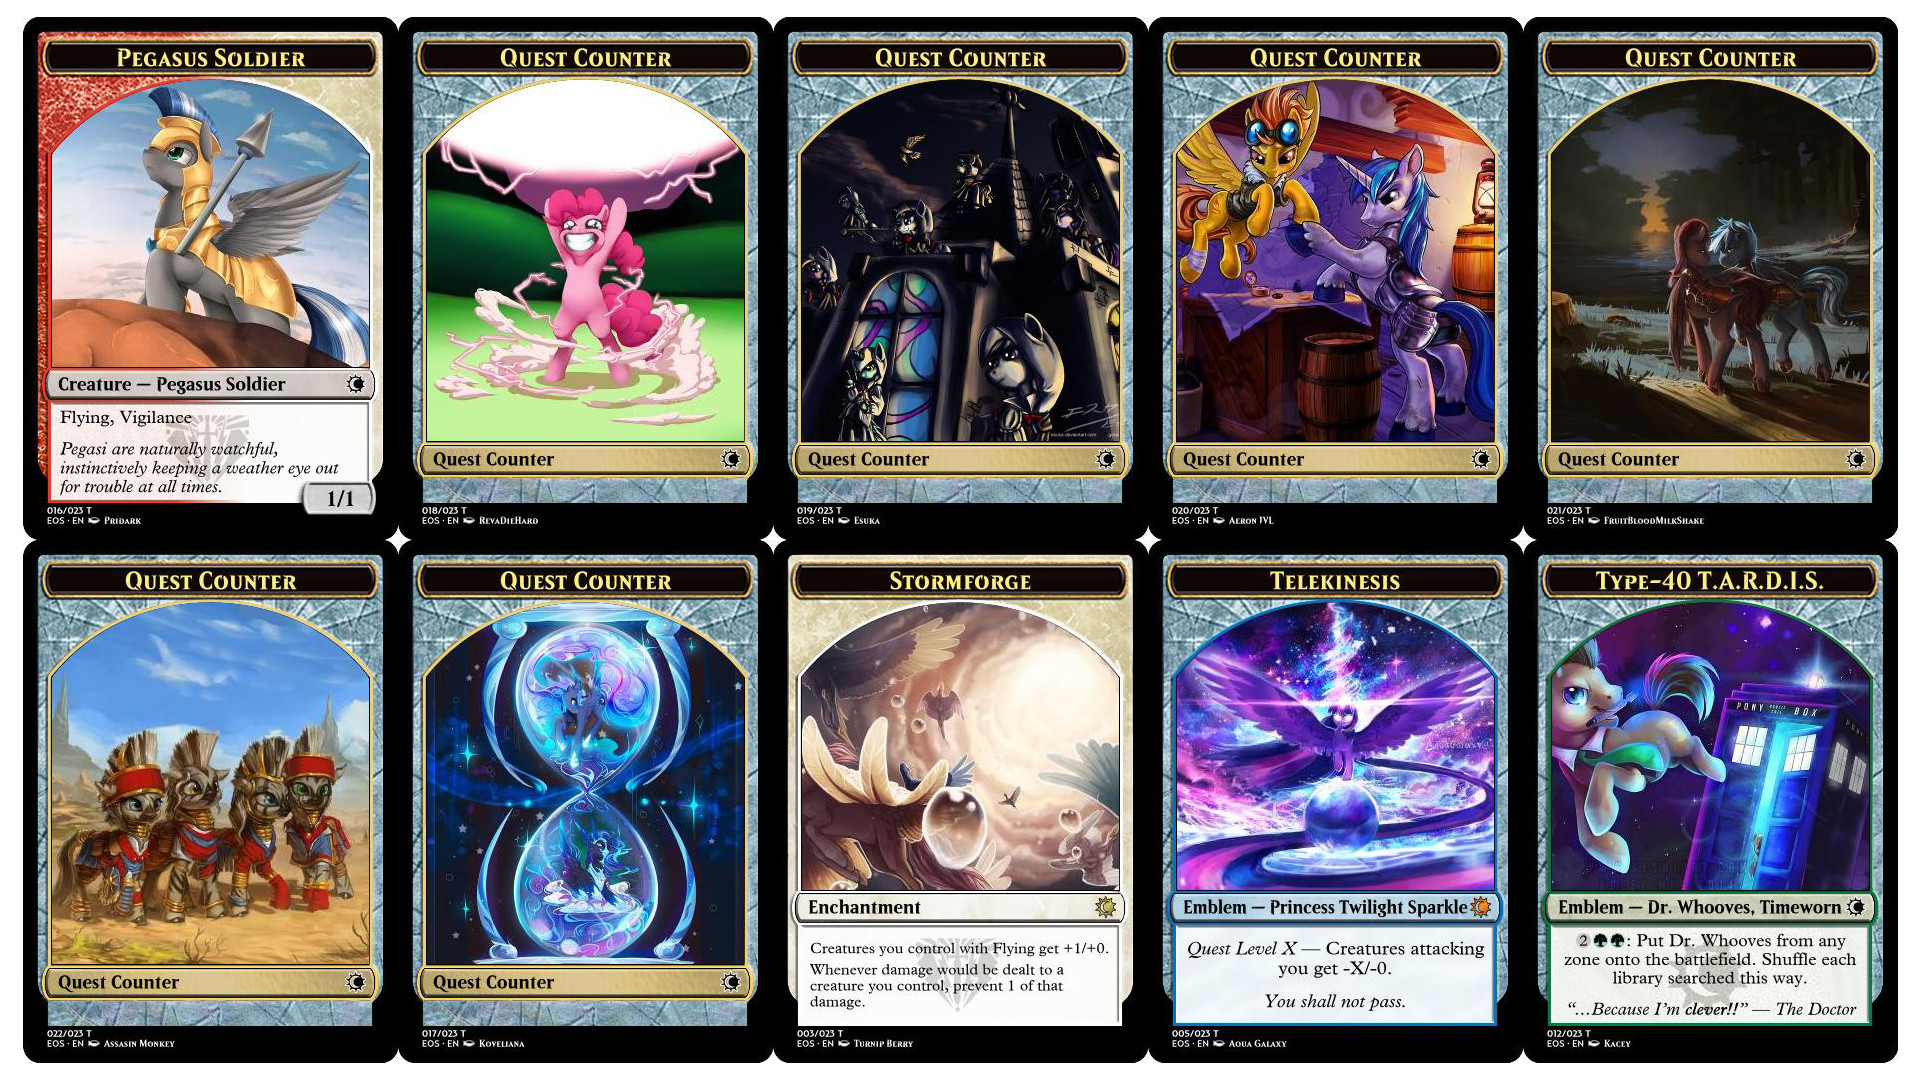 Pegasus Soldier
Creature — Pegasus Soldier
Flying, Vigilance
Pegasi are naturally watchful,
instinctively keeping a weather eye out
for trouble at all times.
1/1
016/023 T
EOS · EN Pridark
Quest Counter
Quest Counter
018/023 T
EOS · EN RevaDieHard
Quest Counter
Quest Counter
019/023 T
EOS · EN Esuka
Quest Counter
Quest Counter
020/023 T
EOS · EN Aeron JVL
Quest Counter
Quest Counter
021/023 T
EOS · EN FruitBloodMilkShake
Quest Counter
Quest Counter
022/023 T
EOS · EN Assasin Monkey
Quest Counter
Quest Counter
017/023 T
EOS · EN Koveliana
Stormforge
Enchantment
Creatures you control with Flying get +1/+0.
Whenever damage would be dealt to a
creature you control, prevent 1 of that
damage.
003/023 T
EOS · EN Turnip Berry
Telekinesis
Emblem — Princess Twilight Sparkle
Quest Level X — Creatures attacking
you get -X/-0.
You shall not pass.
005/023 T
EOS · EN Aqua Galaxy
Type-40 T.A.R.D.I.S.
PONY PUBLIC CALL BOX
Emblem — Dr. Whooves, Timeworn
2: Put Dr. Whooves from any
zone onto the battlefield. Shuffle each
library searched this way.
“...Because I'm clever!!” — The Doctor
012/023 T
EOS · EN Kacey